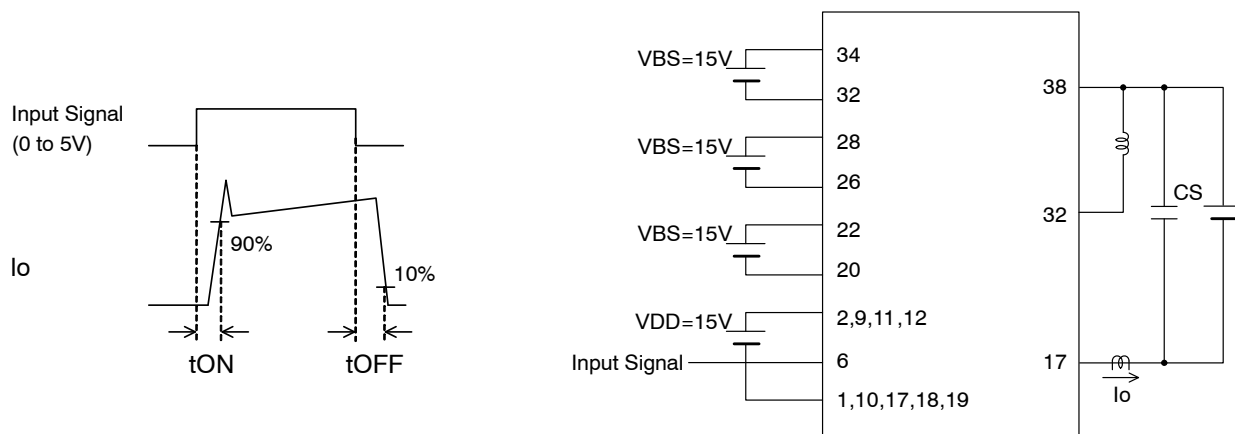 Input Signal
(0 to 5V)
Io
90%
10%
tON
tOFF
VBS=15V
34
32
VBS=15V
28
26
VBS=15V
22
20
VDD=15V
2,9,11,12
Input Signal
6
1,10,17,18,19
38
32
CS
17
Io